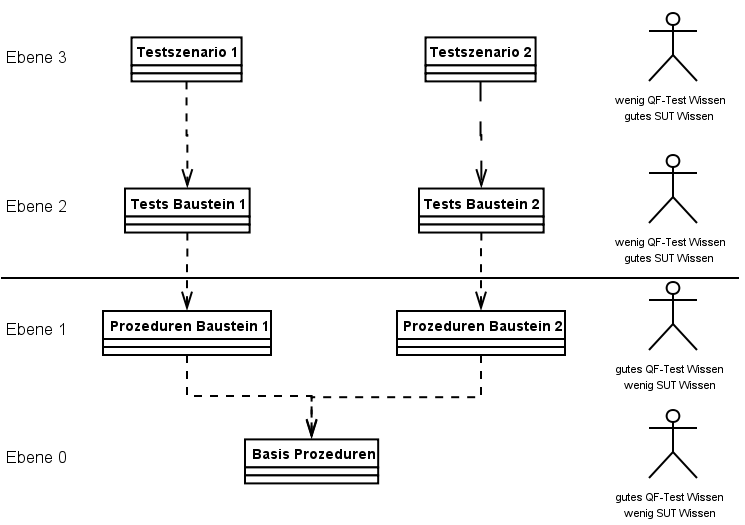 Ebene 3
Testszenario 1
Testszenario 2
wenig QF-Test Wissen
gutes SUT Wissen
Ebene 2
Tests Baustein 1
Tests Baustein 2
wenig QF-Test Wissen
gutes SUT Wissen
Ebene 1
Prozeduren Baustein 1
Prozeduren Baustein 2
gutes QF-Test Wissen
wenig SUT Wissen
Ebene 0
Basis Prozeduren
gutes QF-Test Wissen
wenig SUT Wissen